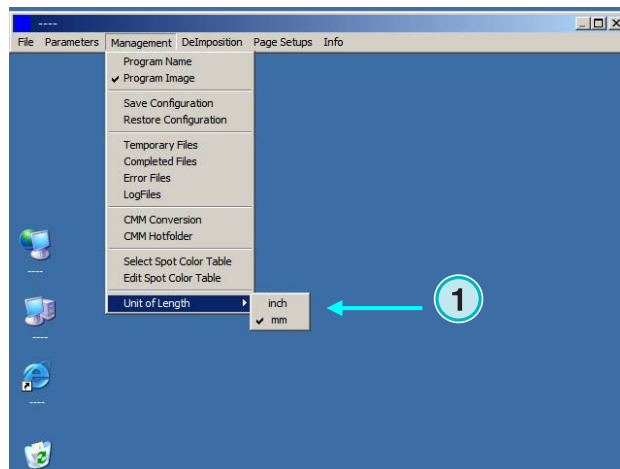 ----
File Parameters Management DeImposition Page Setups Info
Program Name
✔ Program Image
Save Configuration
Restore Configuration
Temporary Files
Completed Files
Error Files
LogFiles
CMM Conversion
CMM Hotfolder
Select Spot Color Table
Edit Spot Color Table
Unit of Length
inch
✔ mm
1
----
----
----